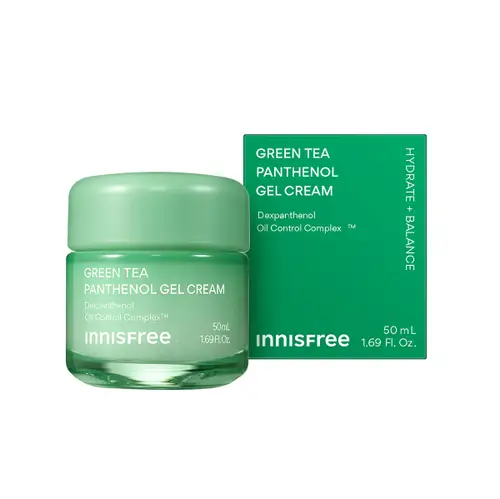 GREEN TEA
PANTHENOL GEL CREAM
Dexpanthenol
Oil Control Complex™
50mL
1.69 Fl. Oz.
INNISFree
GREEN TEA
PANTHENOL
GEL CREAM
Dexpanthenol
Oil Control Complex ™
HYDRATE + BALANCE
50 mL
1.69 Fl. Oz.
INNISFree